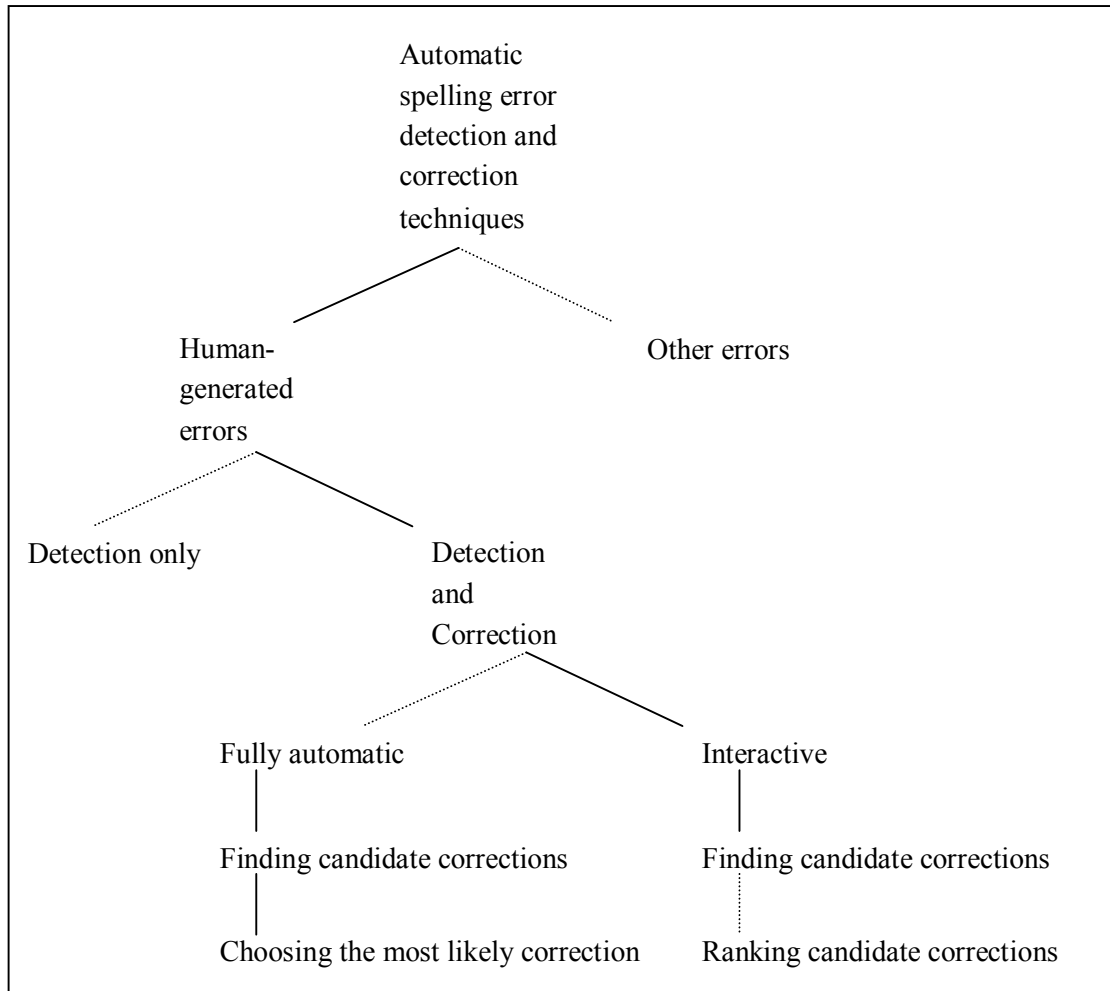 Automatic
spelling error
detection and
correction
techniques
Human-
generated
errors
Other errors
Detection only
Detection
and
Correction
Fully automatic
Interactive
Finding candidate corrections
Finding candidate corrections
Choosing the most likely correction
Ranking candidate corrections